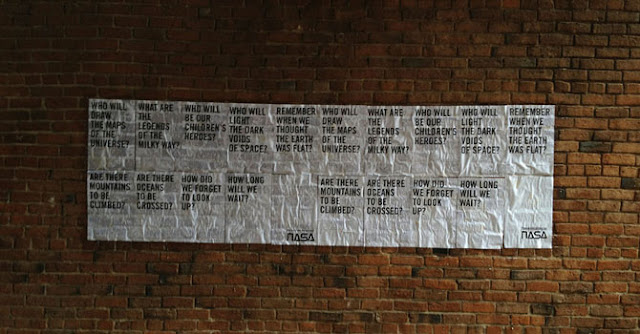 WHO WILL
DRAW
THE MAPS
OF THE
UNIVERSE?
WHAT ARE
THE
LEGENDS
OF THE
MILKY WAY?
WHO WILL
BE OUR
CHILDREN'S
HEROES?
WHO WILL
LIGHT
THE DARK
VOIDS
OF SPACE?
REMEMBER
WHEN WE
THOUGHT
THE EARTH
WAS FLAT?
WHO WILL
DRAW
THE MAPS
OF THE
UNIVERSE?
WHAT ARE
THE
LEGENDS
OF THE
MILKY WAY?
WHO WILL
BE OUR
CHILDREN'S
HEROES?
WHO WILL
LIGHT
THE DARK
VOIDS
OF SPACE?
REMEMBER
WHEN WE
THOUGHT
THE EARTH
WAS FLAT?
ARE THERE
MOUNTAINS
TO BE
CLIMBED?
ARE THERE
OCEANS
TO BE
CROSSED?
HOW DID
WE FORGET
TO LOOK
UP?
HOW LONG
WILL WE
WAIT?
NASA
ARE THERE
MOUNTAINS
TO BE
CLIMBED?
ARE THERE
OCEANS
TO BE
CROSSED?
HOW DID
WE FORGET
TO LOOK
UP?
HOW LONG
WILL WE
WAIT?
NASA